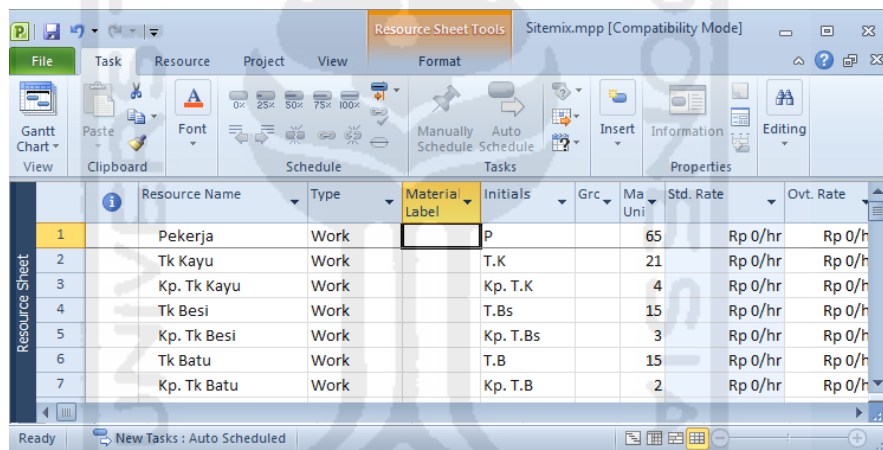 Resource Sheet Tools Sitemix.mpp [Compatibility Mode]
File Task Resource Project View Format
0% 25% 50% 75% 100%
Gantt Chart Paste Font Manually Schedule Auto Schedule Insert Information Editing
View Clipboard Schedule Tasks Properties
Resource Name Type Material Label Initials Grc Ma Uni Std. Rate Ovt. Rate
1 Pekerja Work P 65 Rp 0/hr Rp 0/h
2 Tk Kayu Work T.K 21 Rp 0/hr Rp 0/h
3 Kp. Tk Kayu Work Kp. T.K 4 Rp 0/hr Rp 0/h
4 Tk Besi Work T.Bs 15 Rp 0/hr Rp 0/h
5 Kp. Tk Besi Work Kp. T.Bs 3 Rp 0/hr Rp 0/h
6 Tk Batu Work T.B 15 Rp 0/hr Rp 0/h
7 Kp. Tk Batu Work Kp. T.B 2 Rp 0/hr Rp 0/h
Resource Sheet
Ready New Tasks : Auto Scheduled